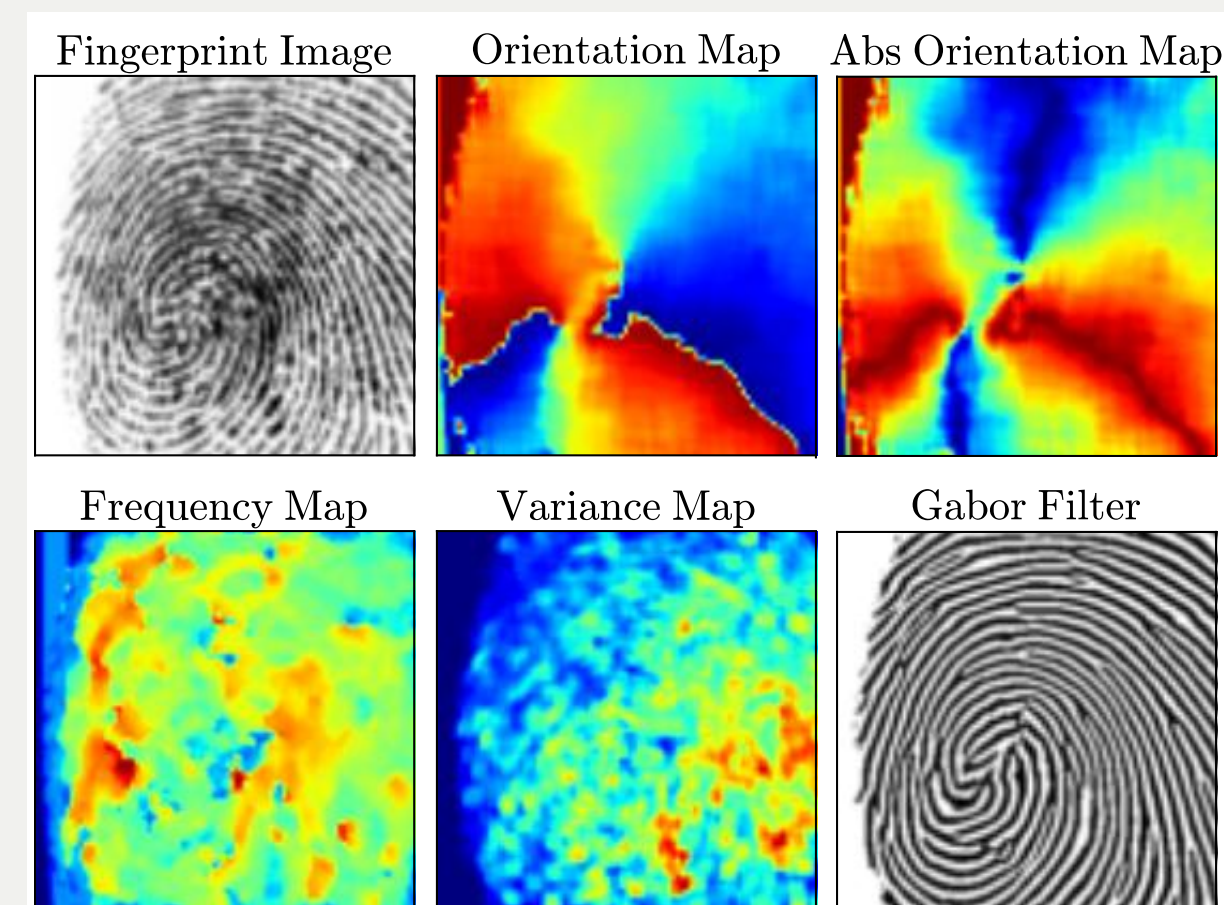 Fingerprint Image
Orientation Map
Abs Orientation Map
Frequency Map
Variance Map
Gabor Filter